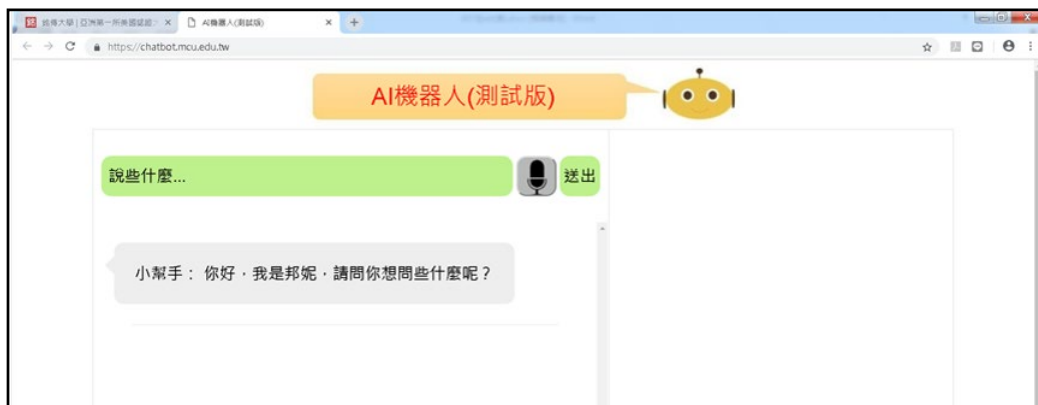 銘傳大學 | 亞洲第一所美國認證大
AI機器人(測試版)
https://chatbot.mcu.edu.tw
AI機器人(測試版)
說些什麼...
送出
小幫手： 你好，我是邦妮，請問你想問些什麼呢？